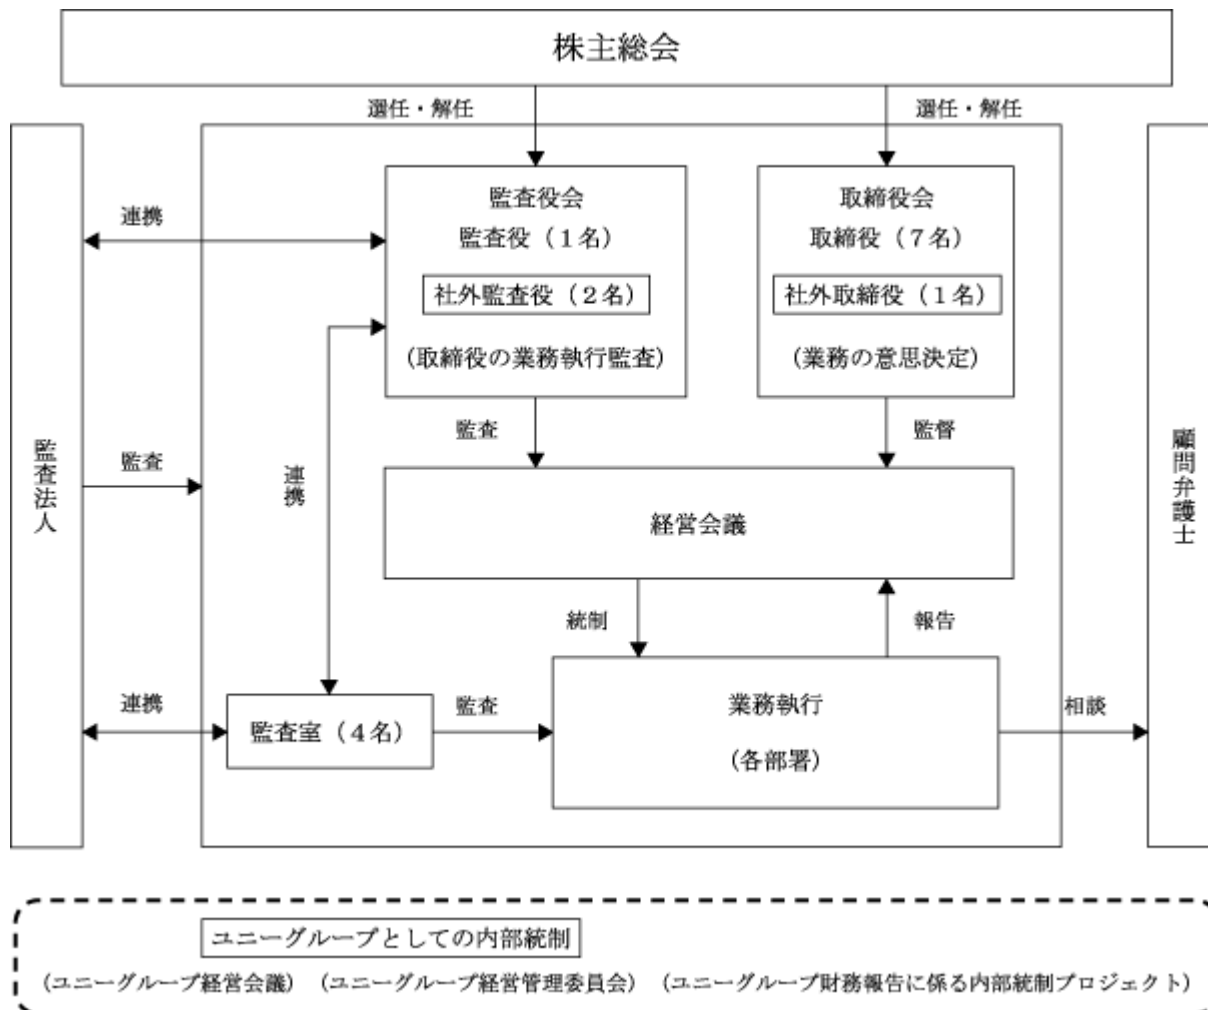 株主総会
選任・解任
選任・解任
監査役会
監査役（1名）
社外監査役（2名）
（取締役の業務執行監査）
取締役会
取締役（7名）
社外取締役（1名）
（業務の意思決定）
連携
監査
監督
監査法人
監査
連携
経営会議
顧問弁護士
統制
報告
連携
監査室（4名）
監査
業務執行
（各部署）
相談
ユニーグループとしての内部統制
（ユニーグループ経営会議）（ユニーグループ経営管理委員会）（ユニーグループ財務報告に係る内部統制プロジェクト）